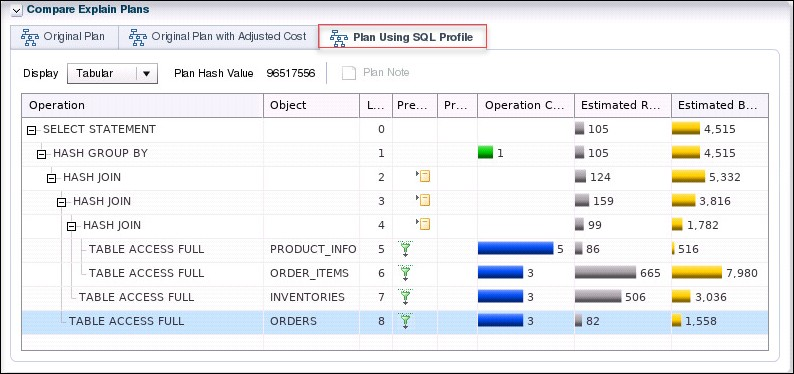 Compare Explain Plans
Original Plan Original Plan with Adjusted Cost Plan Using SQL Profile
Display Tabular Plan Hash Value 96517556 Plan Note
Operation Object L... Pre... Pr... Operation C... Estimated R... Estimated B...
SELECT STATEMENT 0 105 4,515
HASH GROUP BY 1 1 105 4,515
HASH JOIN 2 124 5,332
HASH JOIN 3 159 3,816
HASH JOIN 4 99 1,782
TABLE ACCESS FULL PRODUCT_INFO 5 5 86 516
TABLE ACCESS FULL ORDER_ITEMS 6 3 665 7,980
TABLE ACCESS FULL INVENTORIES 7 3 506 3,036
TABLE ACCESS FULL ORDERS 8 3 82 1,558